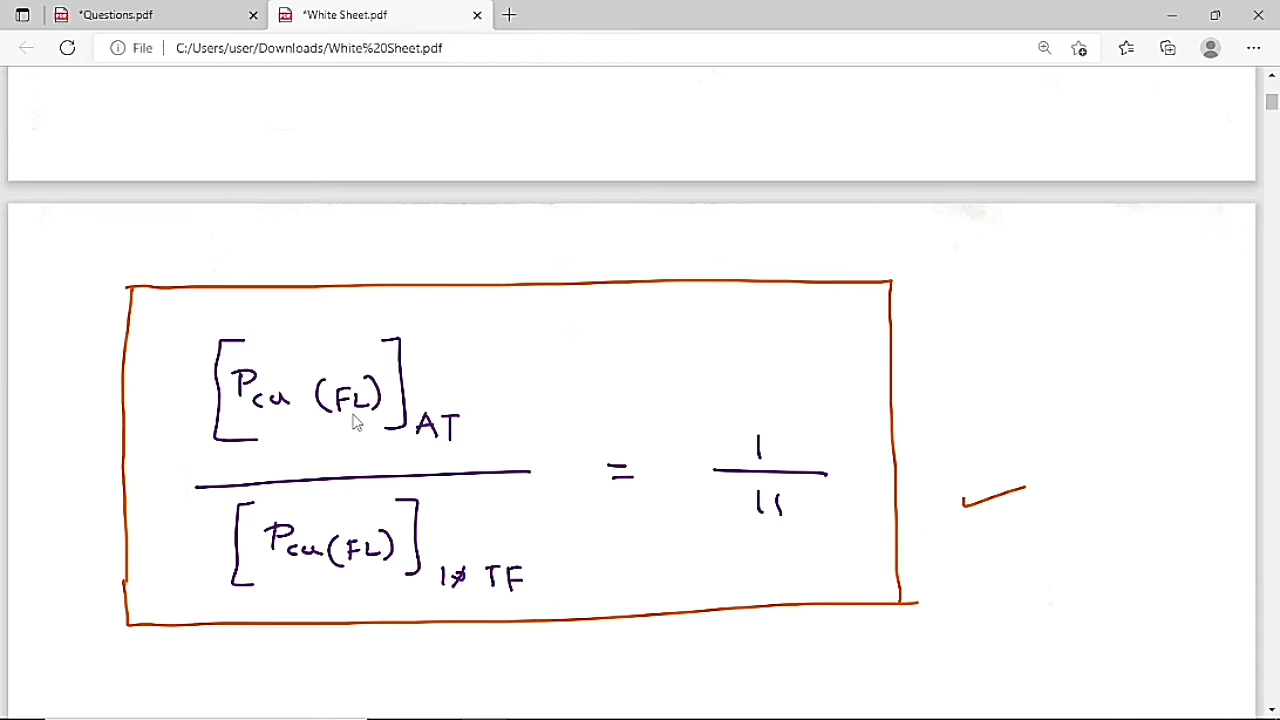 *Questions.pdf
*White Sheet.pdf
File C:/Users/user/Downloads/White%20Sheet.pdf
[Pcu (FL)]AT
= 1
11
[Pcu(FL)]1φ TF